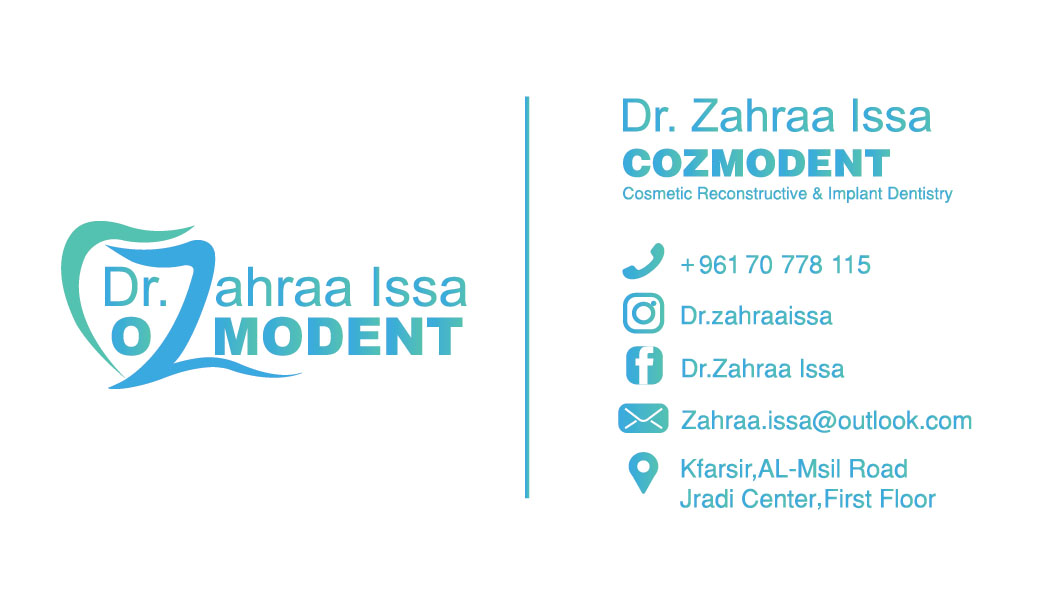 Dr. Zahraa Issa
COZMODENT
Dr. Zahraa Issa
COZMODENT
Cosmetic Reconstructive & Implant Dentistry
+961 70 778 115
Dr.zahraaissa
Dr.Zahraa Issa
Zahraa.issa@outlook.com
Kfarsir,AL-Msil Road
Jradi Center,First Floor